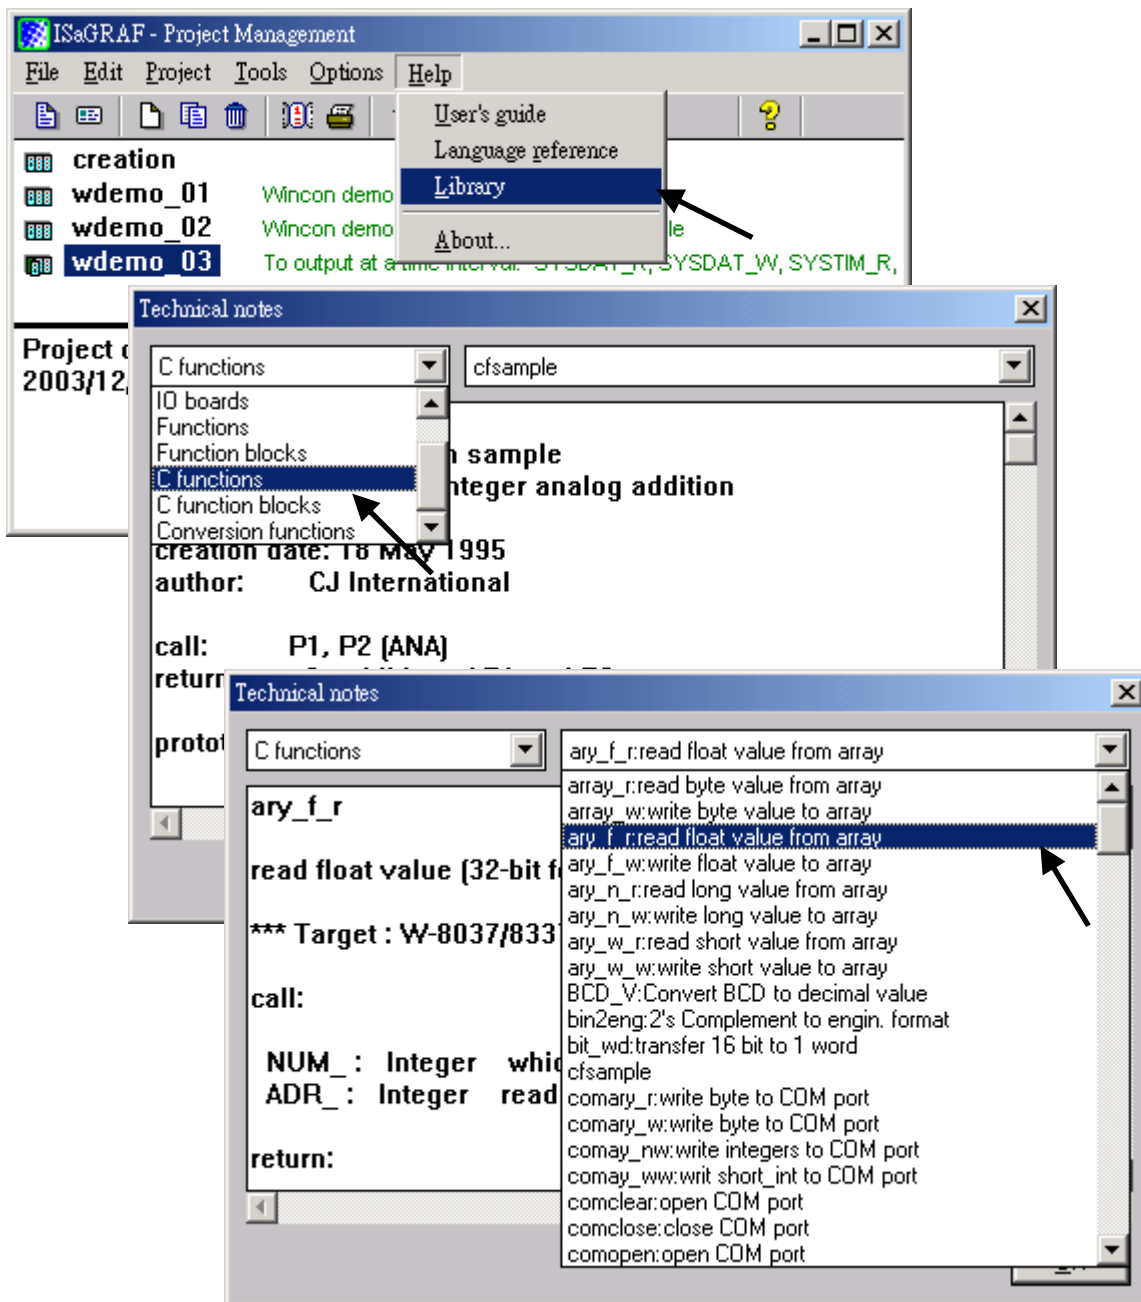 ISaGRAF - Project Management
File Edit Project Tools Options Help
User's guide
Language reference
Library
About...
creation
wdemo_01 Wincon demo
wdemo_02 Wincon demo le
wdemo_03 To output at a time interval. SYSDAT_R, SYSDAT_W, SYSTIM_R,
Project
2003/12
Technical notes
C functions cfsample
IO boards
Functions
Function blocks
C functions
C function blocks
Conversion functions
sample
integer analog addition
creation date: 18 May 1995
author: CJ International
call: P1, P2 (ANA)
return
protot
Technical notes
C functions ary_f_r:read float value from array
ary_f_r
read float value (32-bit
*** Target : W-8037/8337
call:
NUM_ : Integer whic
ADR_ : Integer read
return:
array_r:read byte value from array
array_w:write byte value to array
ary_f_r:read float value from array
ary_f_w:write float value to array
ary_n_r:read long value from array
ary_n_w:write long value to array
ary_w_r:read short value from array
ary_w_w:write short value to array
BCD_V:Convert BCD to decimal value
bin2eng:2's Complement to engin. format
bit_wd:transfer 16 bit to 1 word
cfsample
comary_r:write byte to COM port
comary_w:write byte to COM port
comay_nw:write integers to COM port
comay_ww:writ short_int to COM port
comclear:open COM port
comclose:close COM port
comopen:open COM port